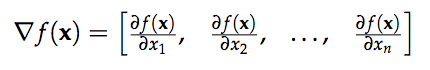 ∇f(𝐱) = [∂f(𝐱)/∂x₁, ∂f(𝐱)/∂x₂, ..., ∂f(𝐱)/∂xₙ]